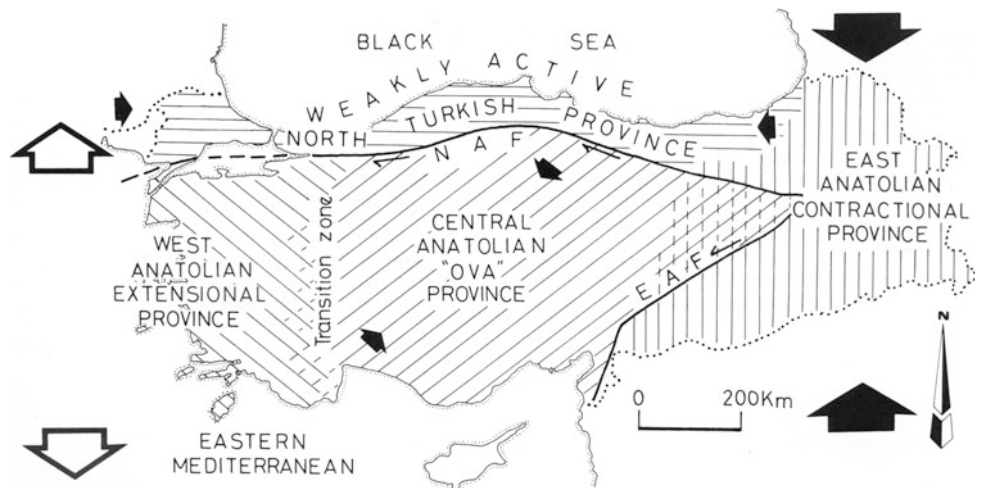 BLACK SEA
WEAKLY ACTIVE
NORTH TURKISH PROVINCE
NAF
EAST
ANATOLIAN
CONTRACTIONAL
PROVINCE
CENTRAL
ANATOLIAN
"OVA"
PROVINCE
Transition zone
WEST
ANATOLIAN
EXTENSIONAL
PROVINCE
EAF
N
0 200Km
EASTERN
MEDITERRANEAN